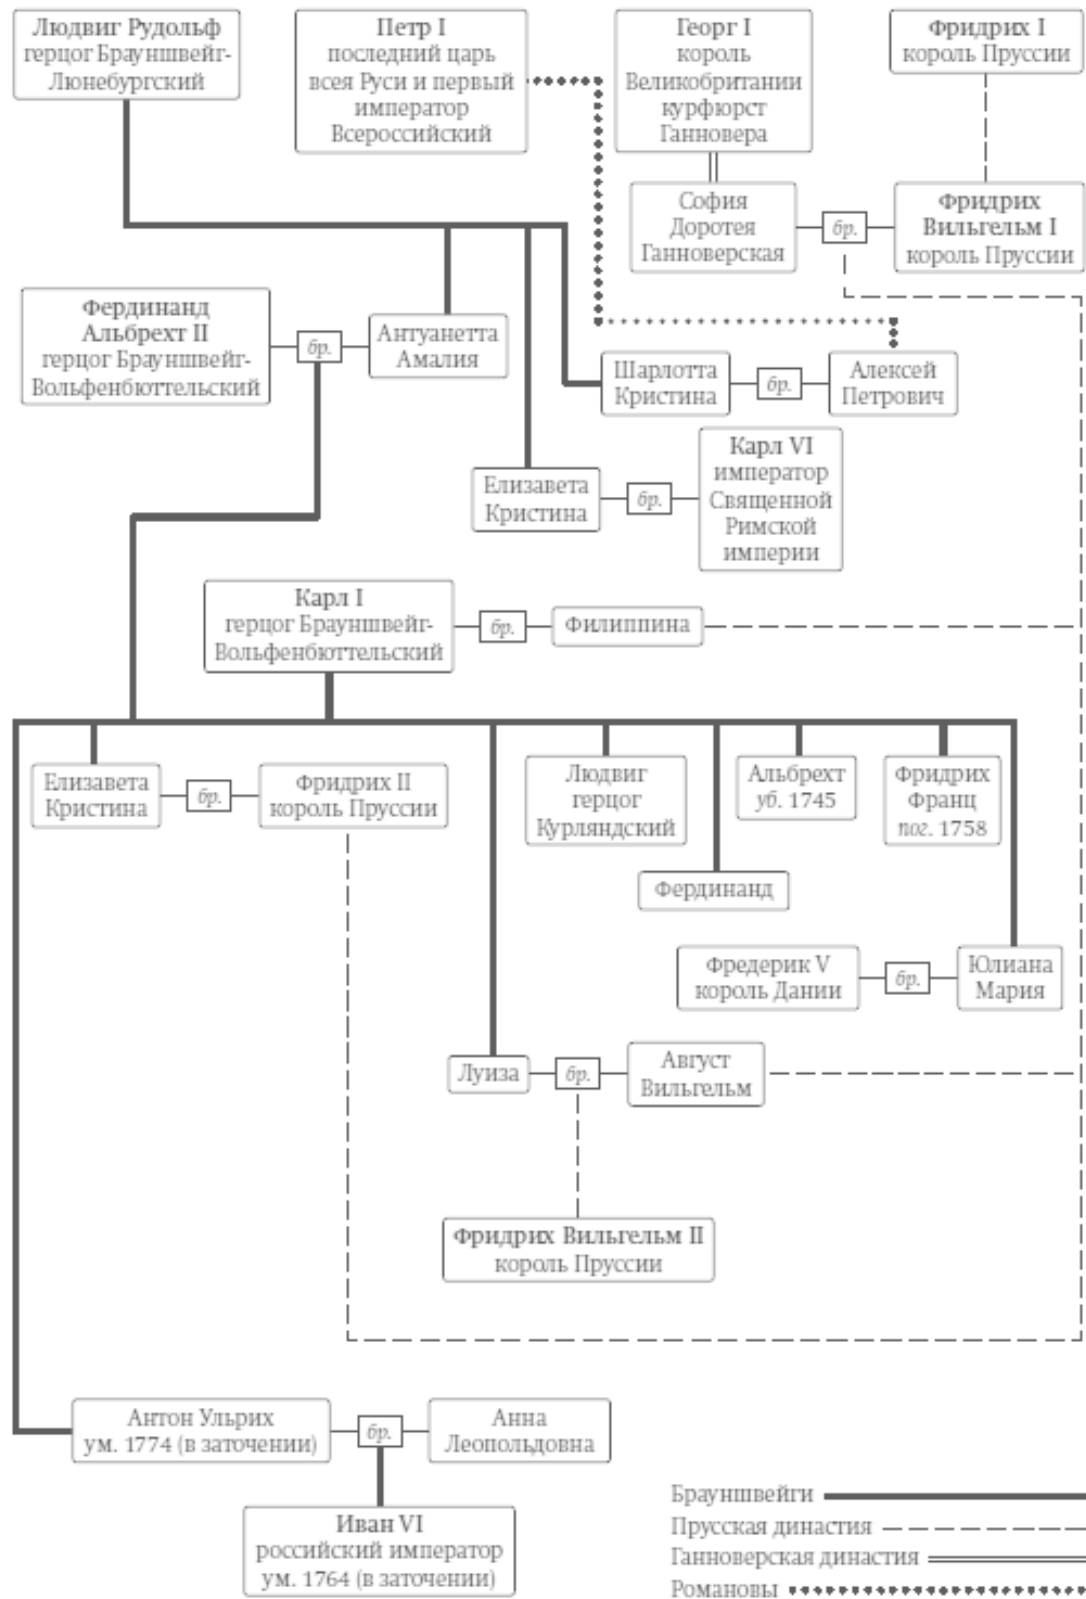 Людвиг Рудольф
герцог Брауншвейг-
Люнебургский
Петр I
последний царь
всея Руси и первый
император
Всероссийский
Георг I
король
Великобритании
курфюрст
Ганновера
Фридрих I
король Пруссии
София
Доротея
Ганноверская
бр.
Фридрих
Вильгельм I
король Пруссии
Фердинанд
Альбрехт II
герцог Брауншвейг-
Вольфенбюттельский
бр.
Антуанетта
Амалия
Шарлотта
Кристина
бр.
Алексей
Петрович
Елизавета
Кристина
бр.
Карл VI
император
Священной
Римской
империи
Карл I
герцог Брауншвейг-
Вольфенбюттельский
бр.
Филиппина
Елизавета
Кристина
бр.
Фридрих II
король Пруссии
Людвиг
герцог
Курляндский
Альбрехт
уб. 1745
Фридрих
Франц
пог. 1758
Фердинанд
Фредерик V
король Дании
бр.
Юлиана
Мария
Луиза
бр.
Август
Вильгельм
Фридрих Вильгельм II
король Пруссии
Антон Ульрих
ум. 1774 (в заточении)
бр.
Анна
Леопольдовна
Иван VI
российский император
ум. 1764 (в заточении)
Брауншвейги
Прусская династия
Ганноверская династия
Романовы